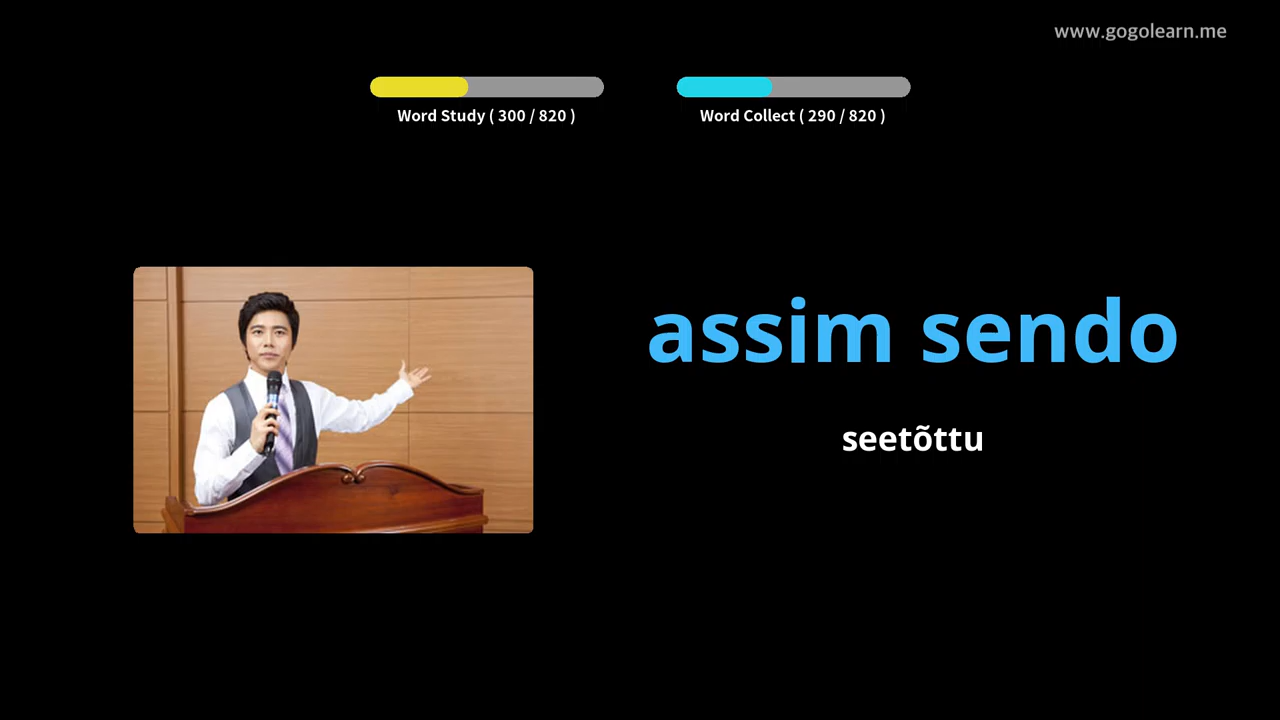 www.gogolearn.me
Word Study ( 300 / 820 )
Word Collect ( 290 / 820 )
assim sendo
seetõttu